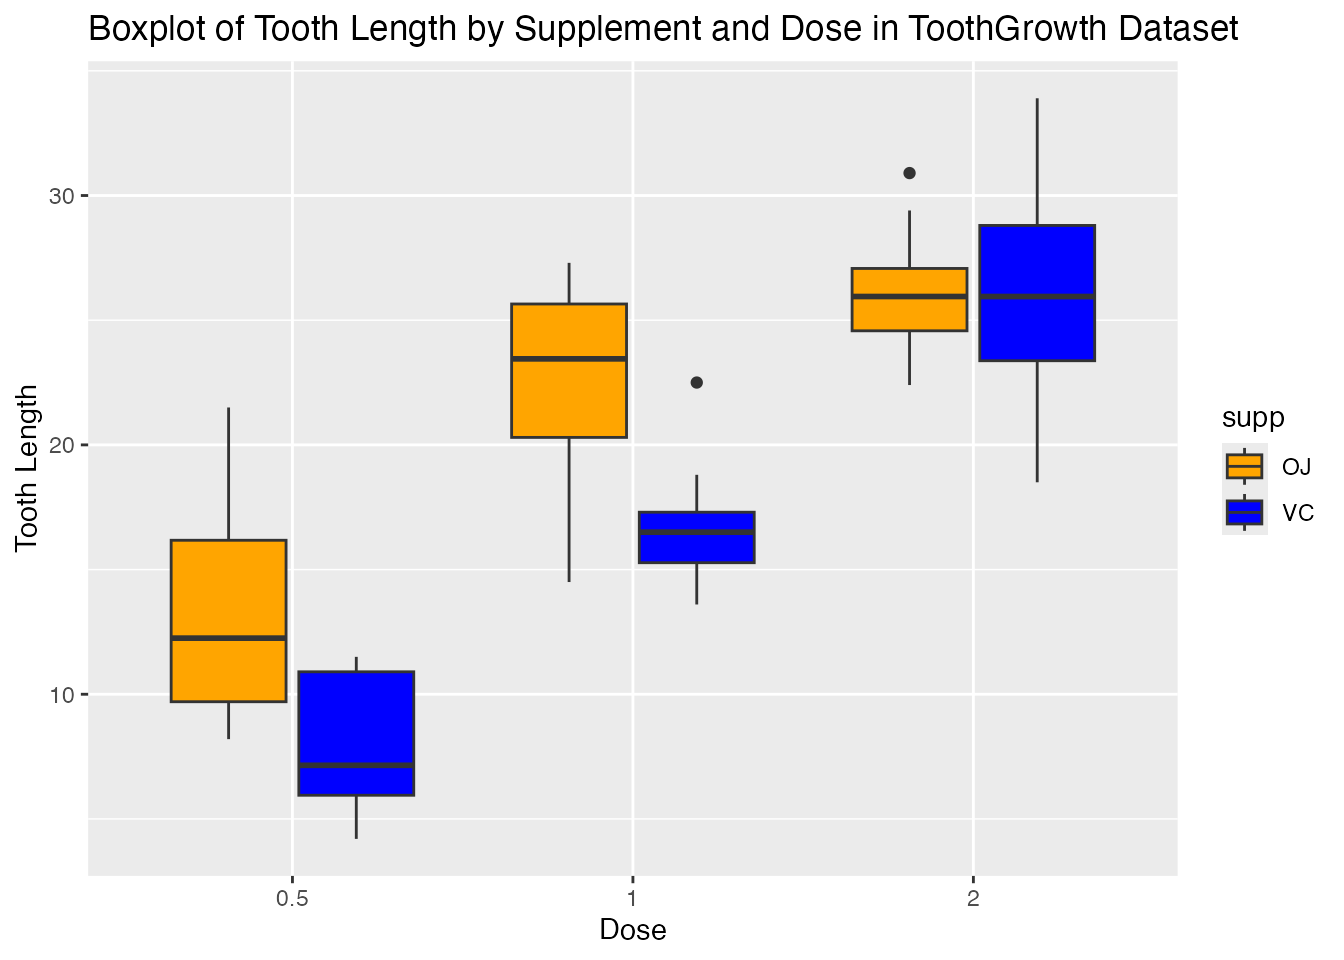 Boxplot of Tooth Length by Supplement and Dose in ToothGrowth Dataset
Tooth Length
30
20
10
0.5
1
2
Dose
supp
OJ
VC